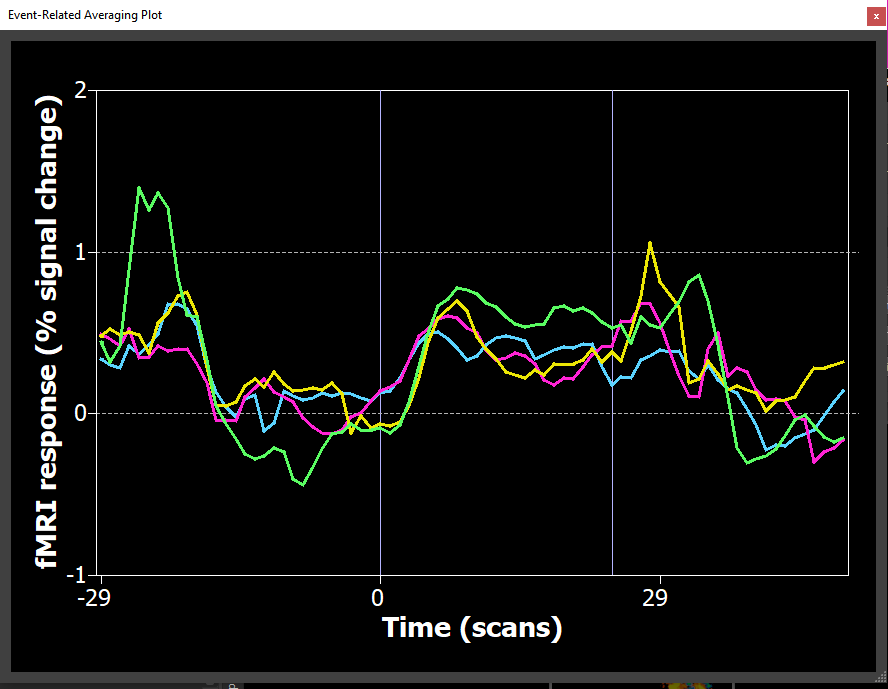 Event-Related Averaging Plot
x
fMRI response (% signal change)
2
1
0
-1
-29
0
29
Time (scans)